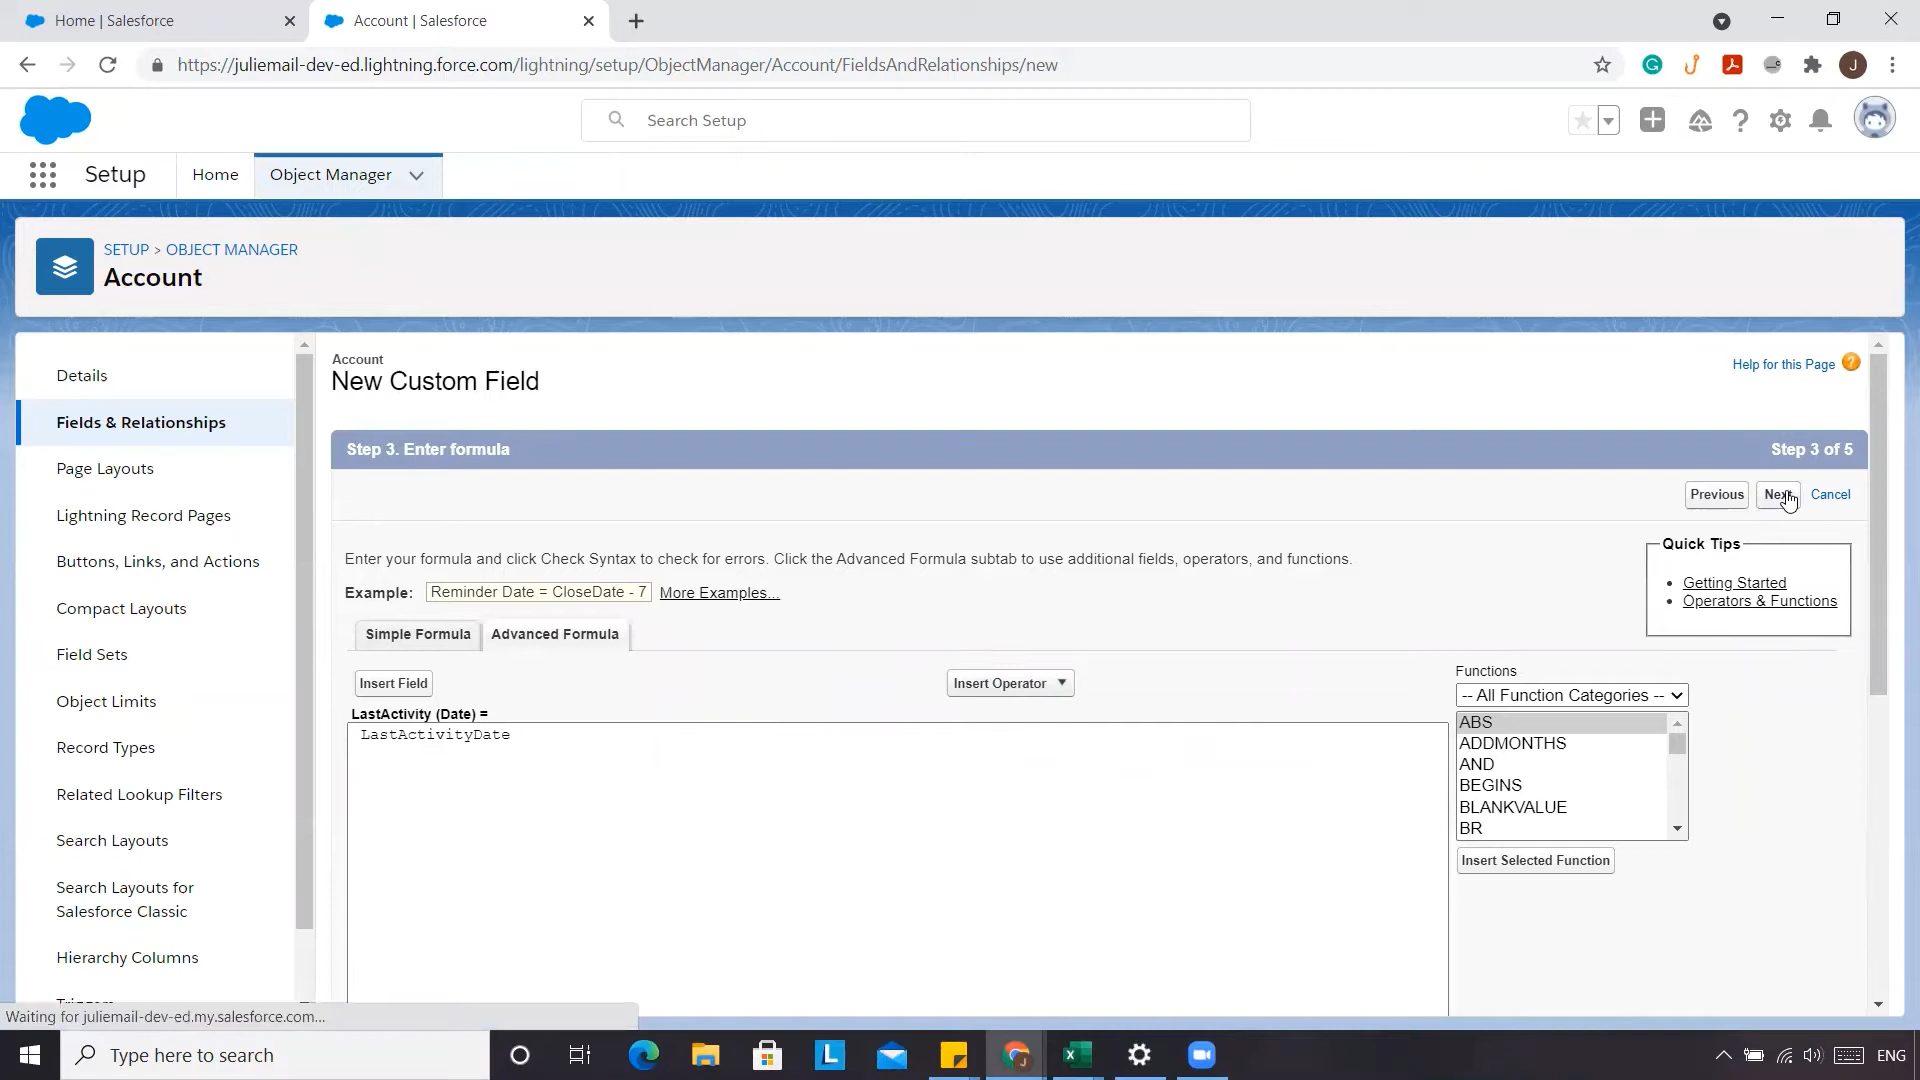 Home | Salesforce
Account | Salesforce
https://juliemail-dev-ed.lightning.force.com/lightning/setup/ObjectManager/Account/FieldsAndRelationships/new
J
Search Setup
Setup
Home
Object Manager
SETUP > OBJECT MANAGER
Account
Details
Fields & Relationships
Page Layouts
Lightning Record Pages
Buttons, Links, and Actions
Compact Layouts
Field Sets
Object Limits
Record Types
Related Lookup Filters
Search Layouts
Search Layouts for
Salesforce Classic
Hierarchy Columns
Triggers
Account
New Custom Field
Help for this Page
Step 3. Enter formula
Step 3 of 5
Previous
Next
Cancel
Enter your formula and click Check Syntax to check for errors. Click the Advanced Formula subtab to use additional fields, operators, and functions.
Example: Reminder Date = CloseDate - 7 More Examples...
Quick Tips
• Getting Started
• Operators & Functions
Simple Formula
Advanced Formula
Insert Field
Insert Operator
LastActivity (Date) =
LastActivityDate
Functions
-- All Function Categories --
ABS
ADDMONTHS
AND
BEGINS
BLANKVALUE
BR
Insert Selected Function
Waiting for juliemail-dev-ed.my.salesforce.com...
Type here to search
ENG